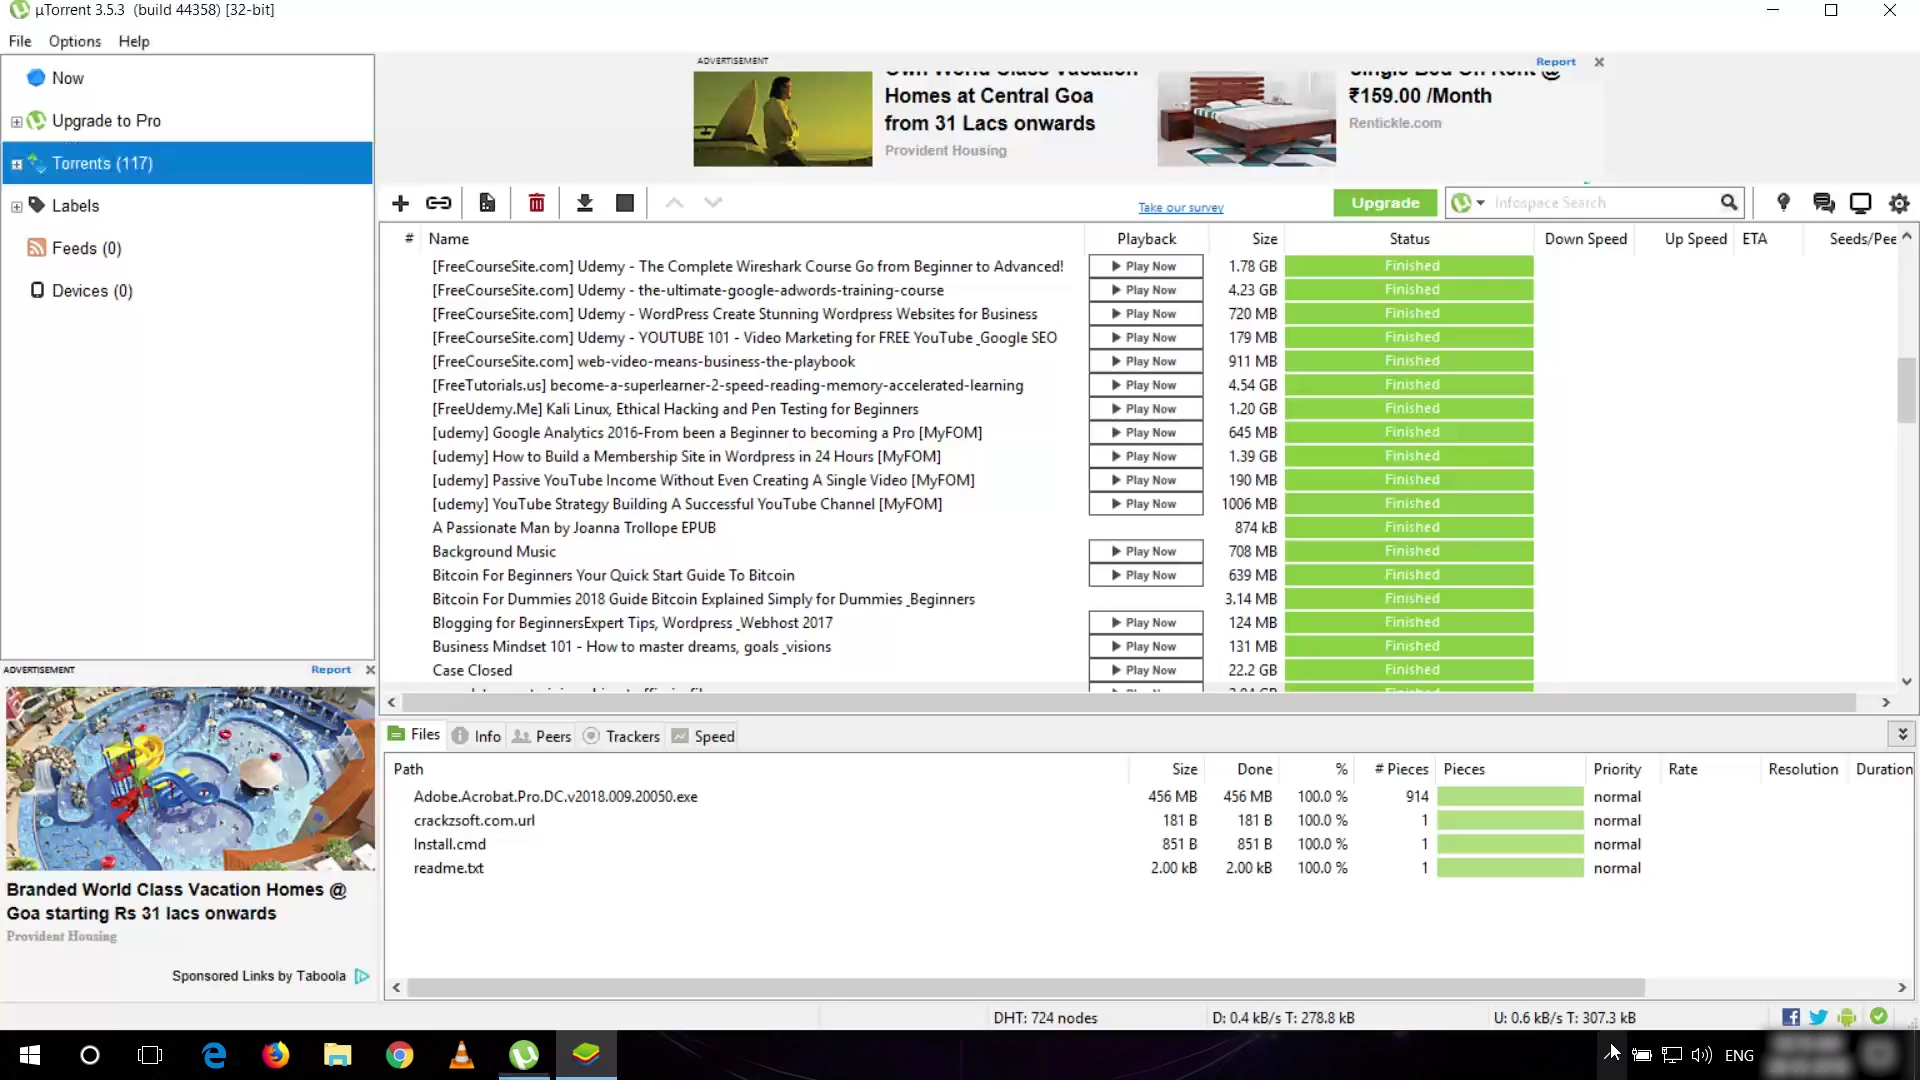 µTorrent 3.5.3 (build 44358) [32-bit]
File Options Help
Now
Upgrade to Pro
Torrents (117)
Labels
Feeds (0)
Devices (0)
ADVERTISEMENT Report
Own World Class Vacation
Homes at Central Goa
from 31 Lacs onwards
Provident Housing
Single Bed On Rent @
₹159.00 /Month
Rentickle.com
Take our survey
Upgrade
Infospace Search
# Name Playback Size Status Down Speed Up Speed ETA Seeds/Pee
[FreeCourseSite.com] Udemy - The Complete Wireshark Course Go from Beginner to Advanced! Play Now 1.78 GB Finished
[FreeCourseSite.com] Udemy - the-ultimate-google-adwords-training-course Play Now 4.23 GB Finished
[FreeCourseSite.com] Udemy - WordPress Create Stunning Wordpress Websites for Business Play Now 720 MB Finished
[FreeCourseSite.com] Udemy - YOUTUBE 101 - Video Marketing for FREE YouTube _Google SEO Play Now 179 MB Finished
[FreeCourseSite.com] web-video-means-business-the-playbook Play Now 911 MB Finished
[FreeTutorials.us] become-a-superlearner-2-speed-reading-memory-accelerated-learning Play Now 4.54 GB Finished
[FreeUdemy.Me] Kali Linux, Ethical Hacking and Pen Testing for Beginners Play Now 1.20 GB Finished
[udemy] Google Analytics 2016-From been a Beginner to becoming a Pro [MyFOM] Play Now 645 MB Finished
[udemy] How to Build a Membership Site in Wordpress in 24 Hours [MyFOM] Play Now 1.39 GB Finished
[udemy] Passive YouTube Income Without Even Creating A Single Video [MyFOM] Play Now 190 MB Finished
[udemy] YouTube Strategy Building A Successful YouTube Channel [MyFOM] Play Now 1006 MB Finished
A Passionate Man by Joanna Trollope EPUB 874 kB Finished
Background Music Play Now 708 MB Finished
Bitcoin For Beginners Your Quick Start Guide To Bitcoin Play Now 639 MB Finished
Bitcoin For Dummies 2018 Guide Bitcoin Explained Simply for Dummies _Beginners 3.14 MB Finished
Blogging for BeginnersExpert Tips, Wordpress _Webhost 2017 Play Now 124 MB Finished
Business Mindset 101 - How to master dreams, goals _visions Play Now 131 MB Finished
Case Closed Play Now 22.2 GB Finished
ADVERTISEMENT Report
Branded World Class Vacation Homes @
Goa starting Rs 31 lacs onwards
Provident Housing
Sponsored Links by Taboola
Files Info Peers Trackers Speed
Path Size Done % # Pieces Pieces Priority Rate Resolution Duration
Adobe.Acrobat.Pro.DC.v2018.009.20050.exe 456 MB 456 MB 100.0 % 914 normal
crackzsoft.com.url 181 B 181 B 100.0 % 1 normal
Install.cmd 851 B 851 B 100.0 % 1 normal
readme.txt 2.00 kB 2.00 kB 100.0 % 1 normal
DHT: 724 nodes D: 0.4 kB/s T: 278.8 kB U: 0.6 kB/s T: 307.3 kB
ENG